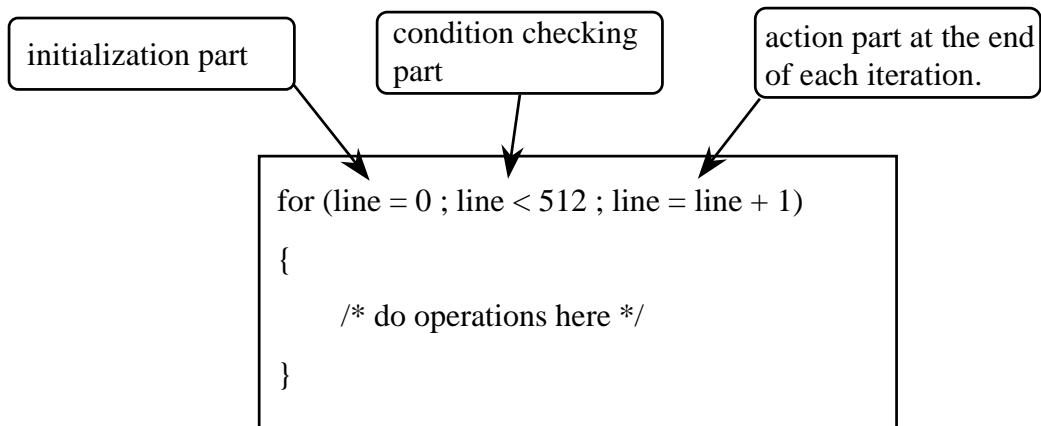 initialization part
condition checking
part
action part at the end
of each iteration.
for (line = 0 ; line < 512 ; line = line + 1)
{
/* do operations here */
}